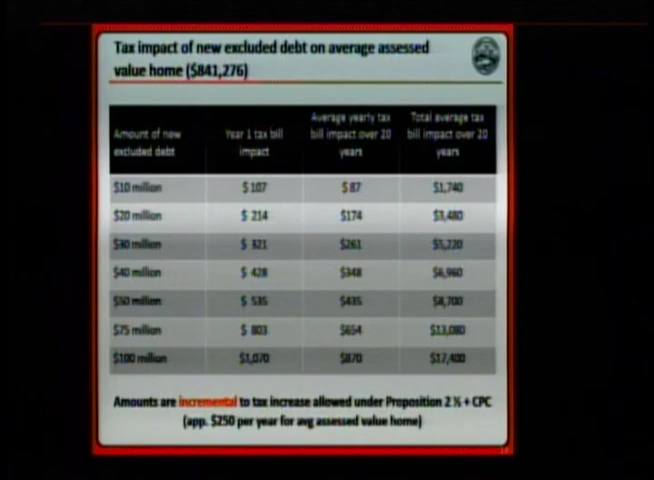 Tax impact of new excluded debt on average assessed
value home ($841,276)
Amount of new excluded debt Year 1 tax bill impact Average yearly tax bill impact over 20 years Total average tax bill impact over 20 years
$10 million $107 $87 $1,740
$20 million $ 214 $174 $3,480
$30 million $ 321 $261 $5,220
$40 million $ 428 $348 $6,960
$50 million $ 535 $435 $8,700
$75 million $ 803 $654 $13,080
$100 million $1,070 $870 $17,400
Amounts are incremental to tax increase allowed under Proposition 2 ½ + CPC
(app. $250 per year for avg assessed value home)